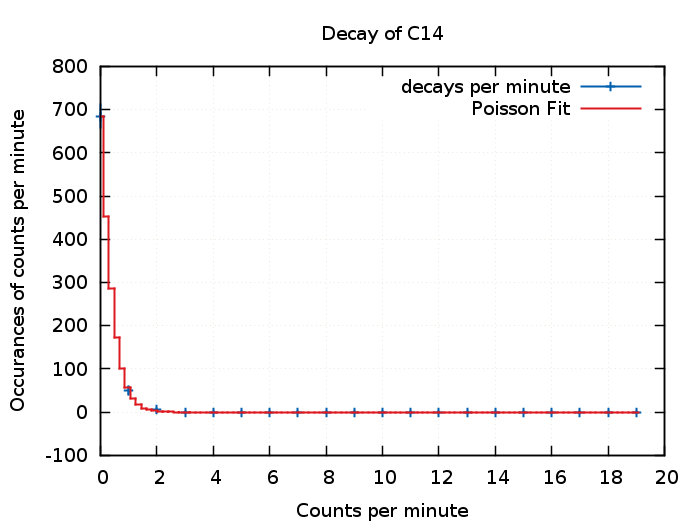 Decay of C14
800
700
600
500
400
300
200
100
0
-100
0 2 4 6 8 10 12 14 16 18 20
Occurances of counts per minute
Counts per minute
decays per minute
Poisson Fit